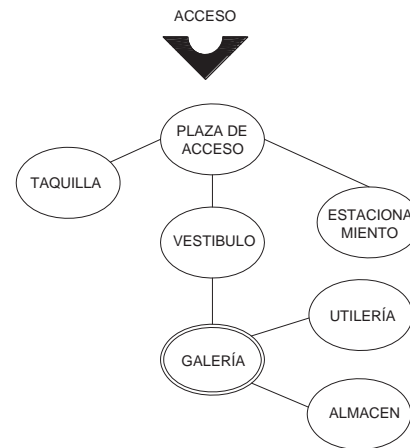 ACCESO
PLAZA DE
ACCESO
TAQUILLA
ESTACIONA
MIENTO
VESTIBULO
UTILERÍA
GALERÍA
ALMACEN